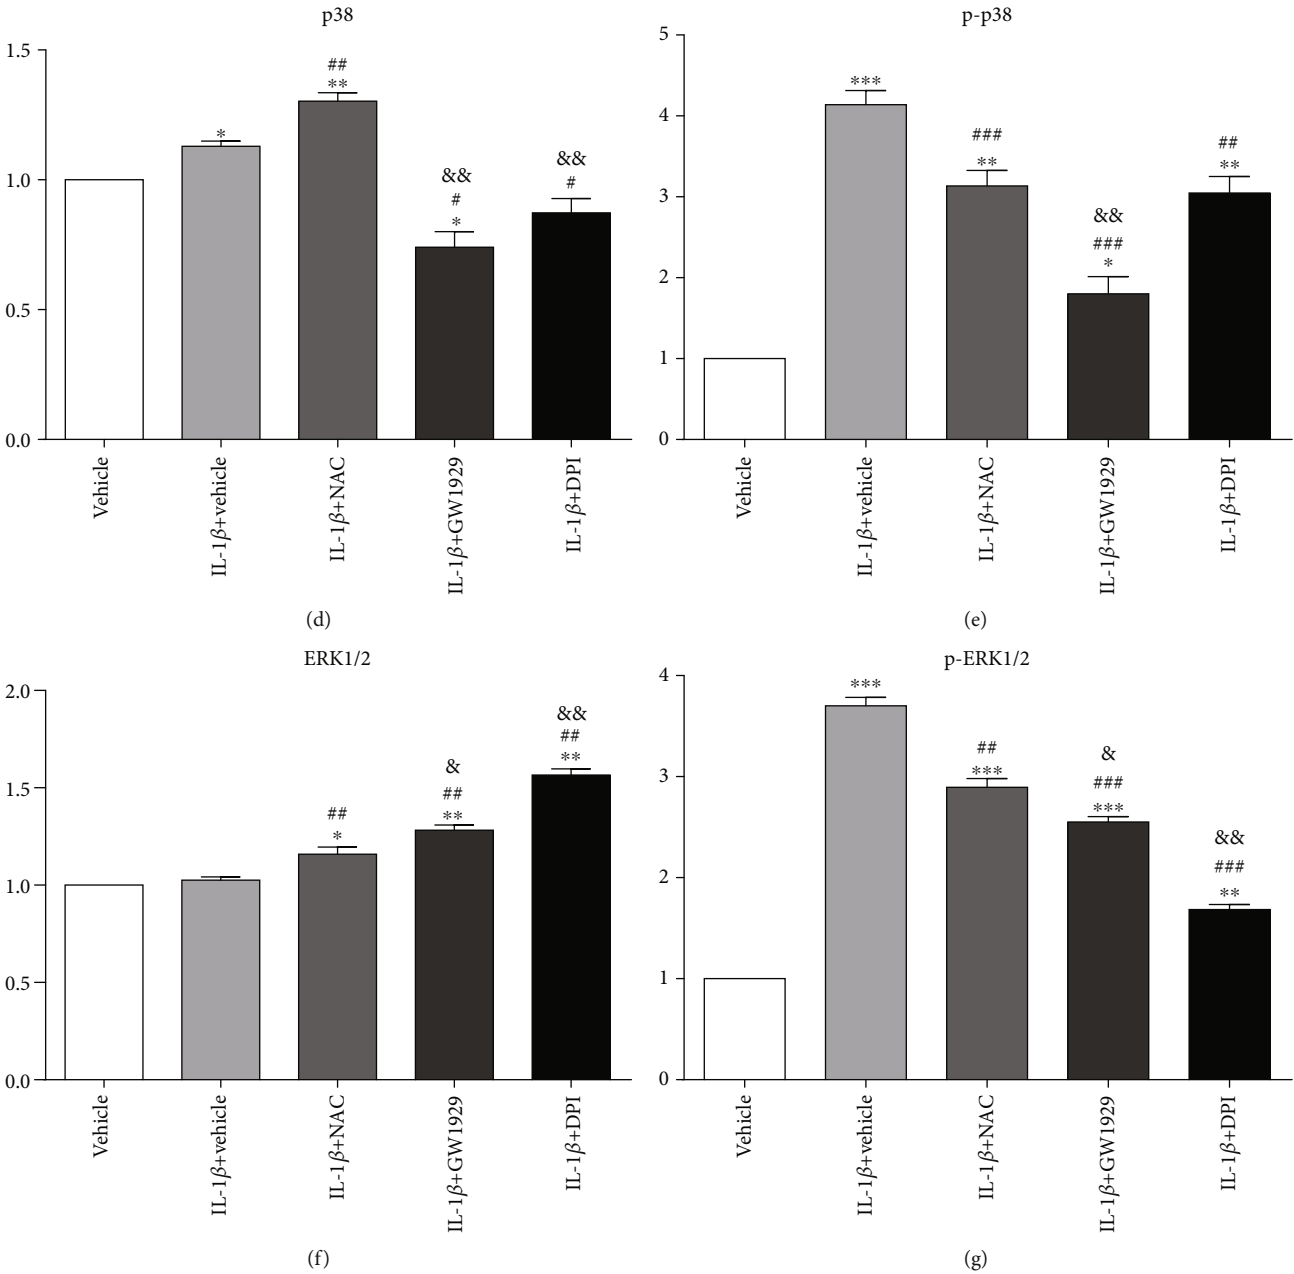 p38
1.5
1.0
0.5
0.0
##
**
*
&&
#
*
&&
#
Vehicle
IL-1β+vehicle
IL-1β+NAC
IL-1β+GW1929
IL-1β+DPI
(d)
p-p38
5
4
3
2
1
0
***
###
**
&&
###
*
##
**
Vehicle
IL-1β+vehicle
IL-1β+NAC
IL-1β+GW1929
IL-1β+DPI
(e)
ERK1/2
2.0
1.5
1.0
0.5
0.0
##
*
&
##
**
&&
##
**
Vehicle
IL-1β+vehicle
IL-1β+NAC
IL-1β+GW1929
IL-1β+DPI
(f)
p-ERK1/2
4
3
2
1
0
***
##
***
&
###
***
&&
###
**
Vehicle
IL-1β+vehicle
IL-1β+NAC
IL-1β+GW1929
IL-1β+DPI
(g)